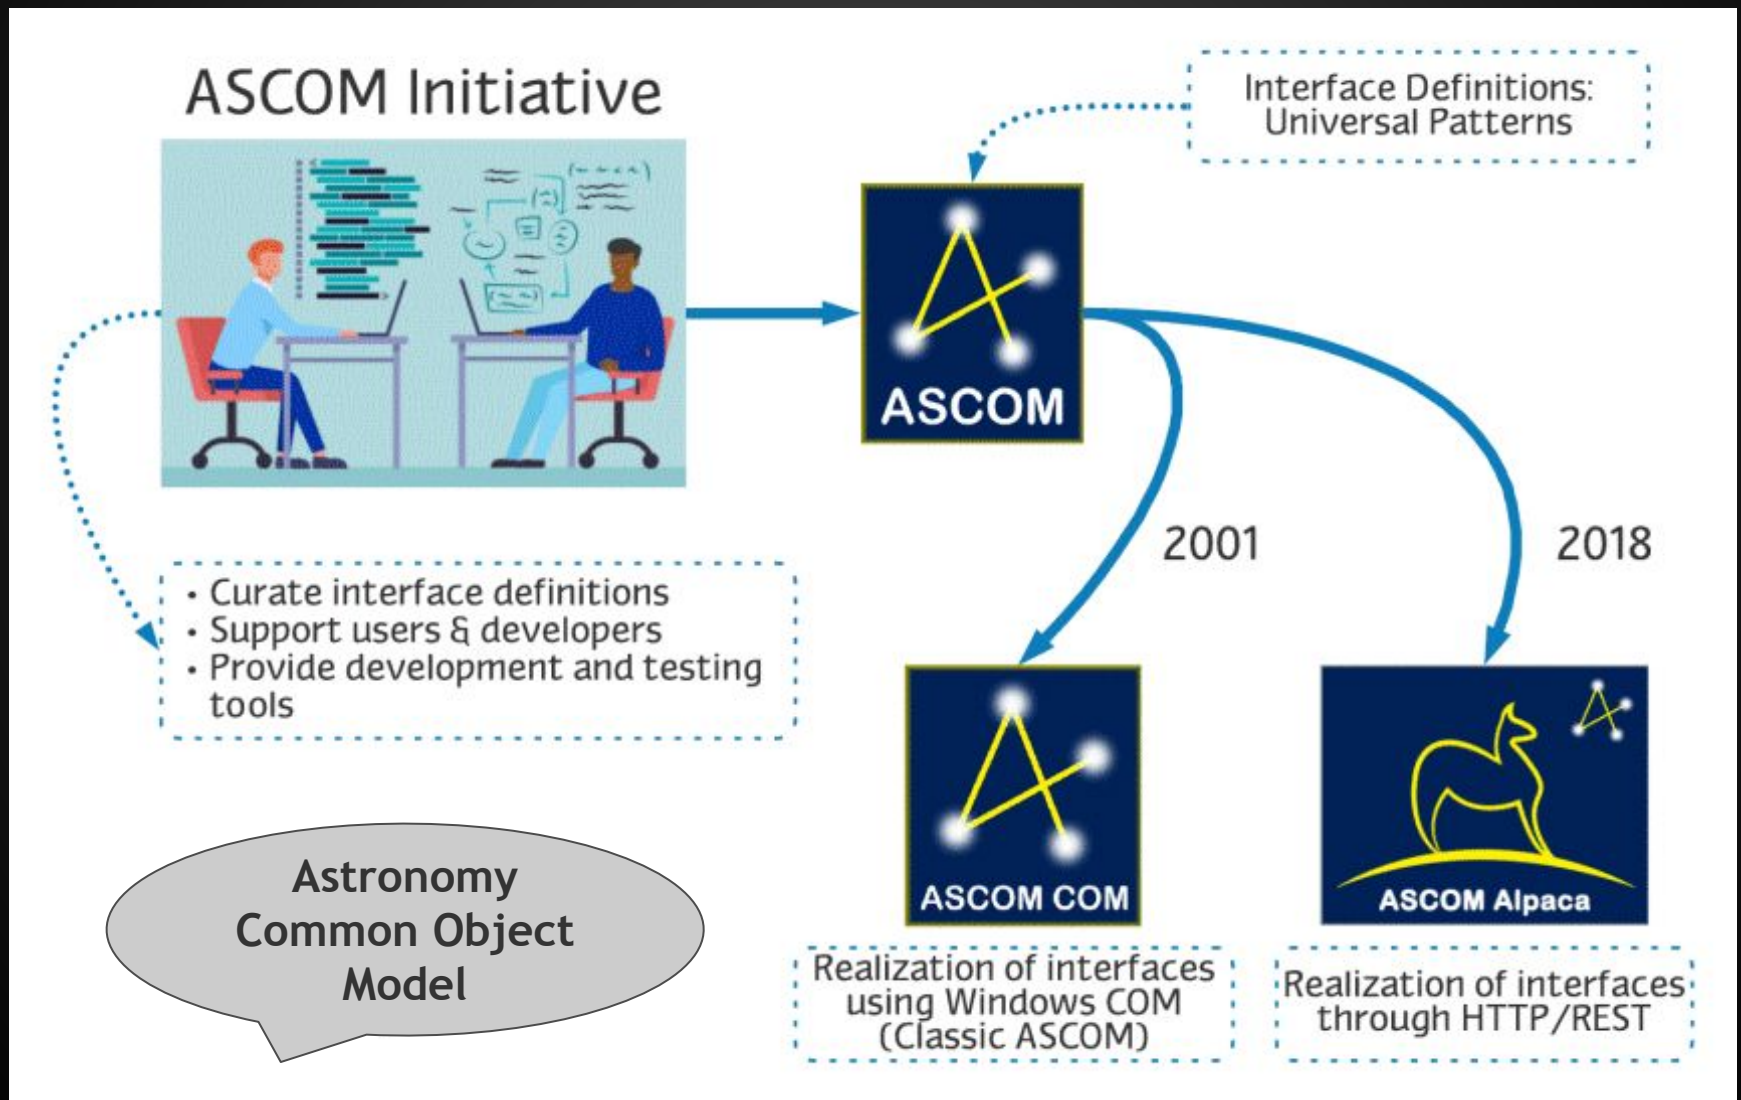 ASCOM Initiative
Interface Definitions:
Universal Patterns
ASCOM
2001
2018
• Curate interface definitions
• Support users & developers
• Provide development and testing
tools
Astronomy
Common Object
Model
ASCOM COM
ASCOM Alpaca
Realization of interfaces
using Windows COM
(Classic ASCOM)
Realization of interfaces
through HTTP/REST